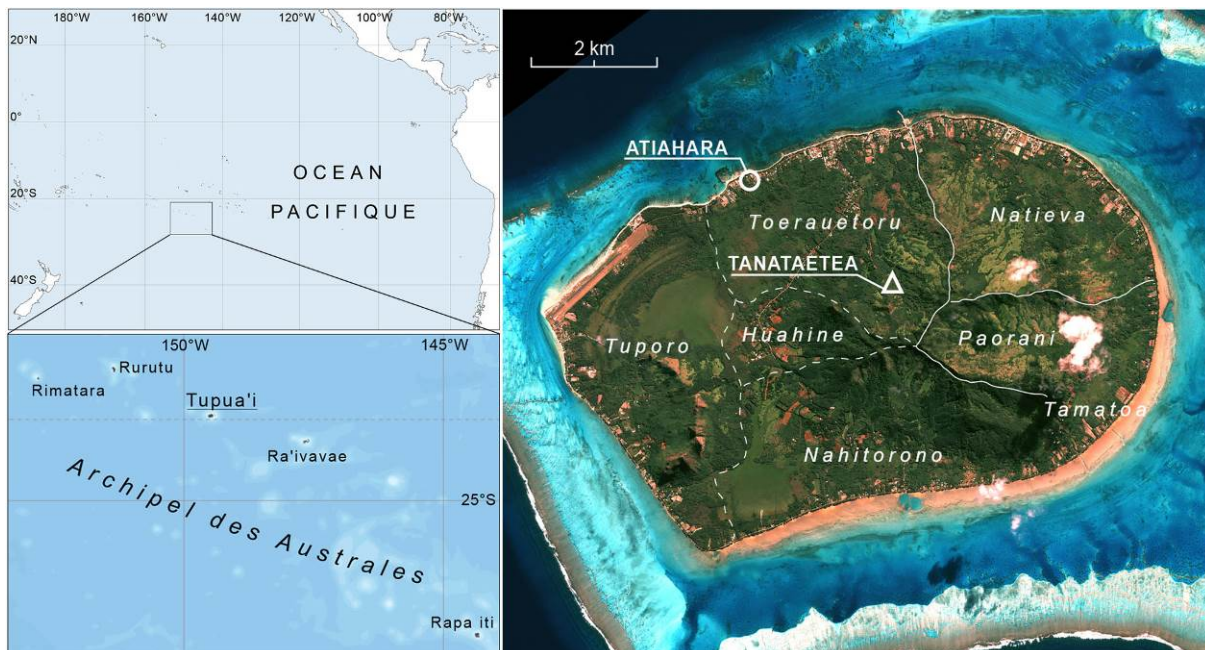 180°W 160°W 140°W 120°W 100°W 80°W
20°N
0°
20°S
40°S
OCEAN
PACIFIQUE
150°W 145°W
Rurutu
Rimatara
Tupua'i
Ra'ivavae
25°S
Archipel des Australes
Rapa iti
2 km
ATIAHARA
Toerauetoru
Natieva
TANATAETEA
Tuporo
Huahine
Paorani
Tamatoa
Nahitorono